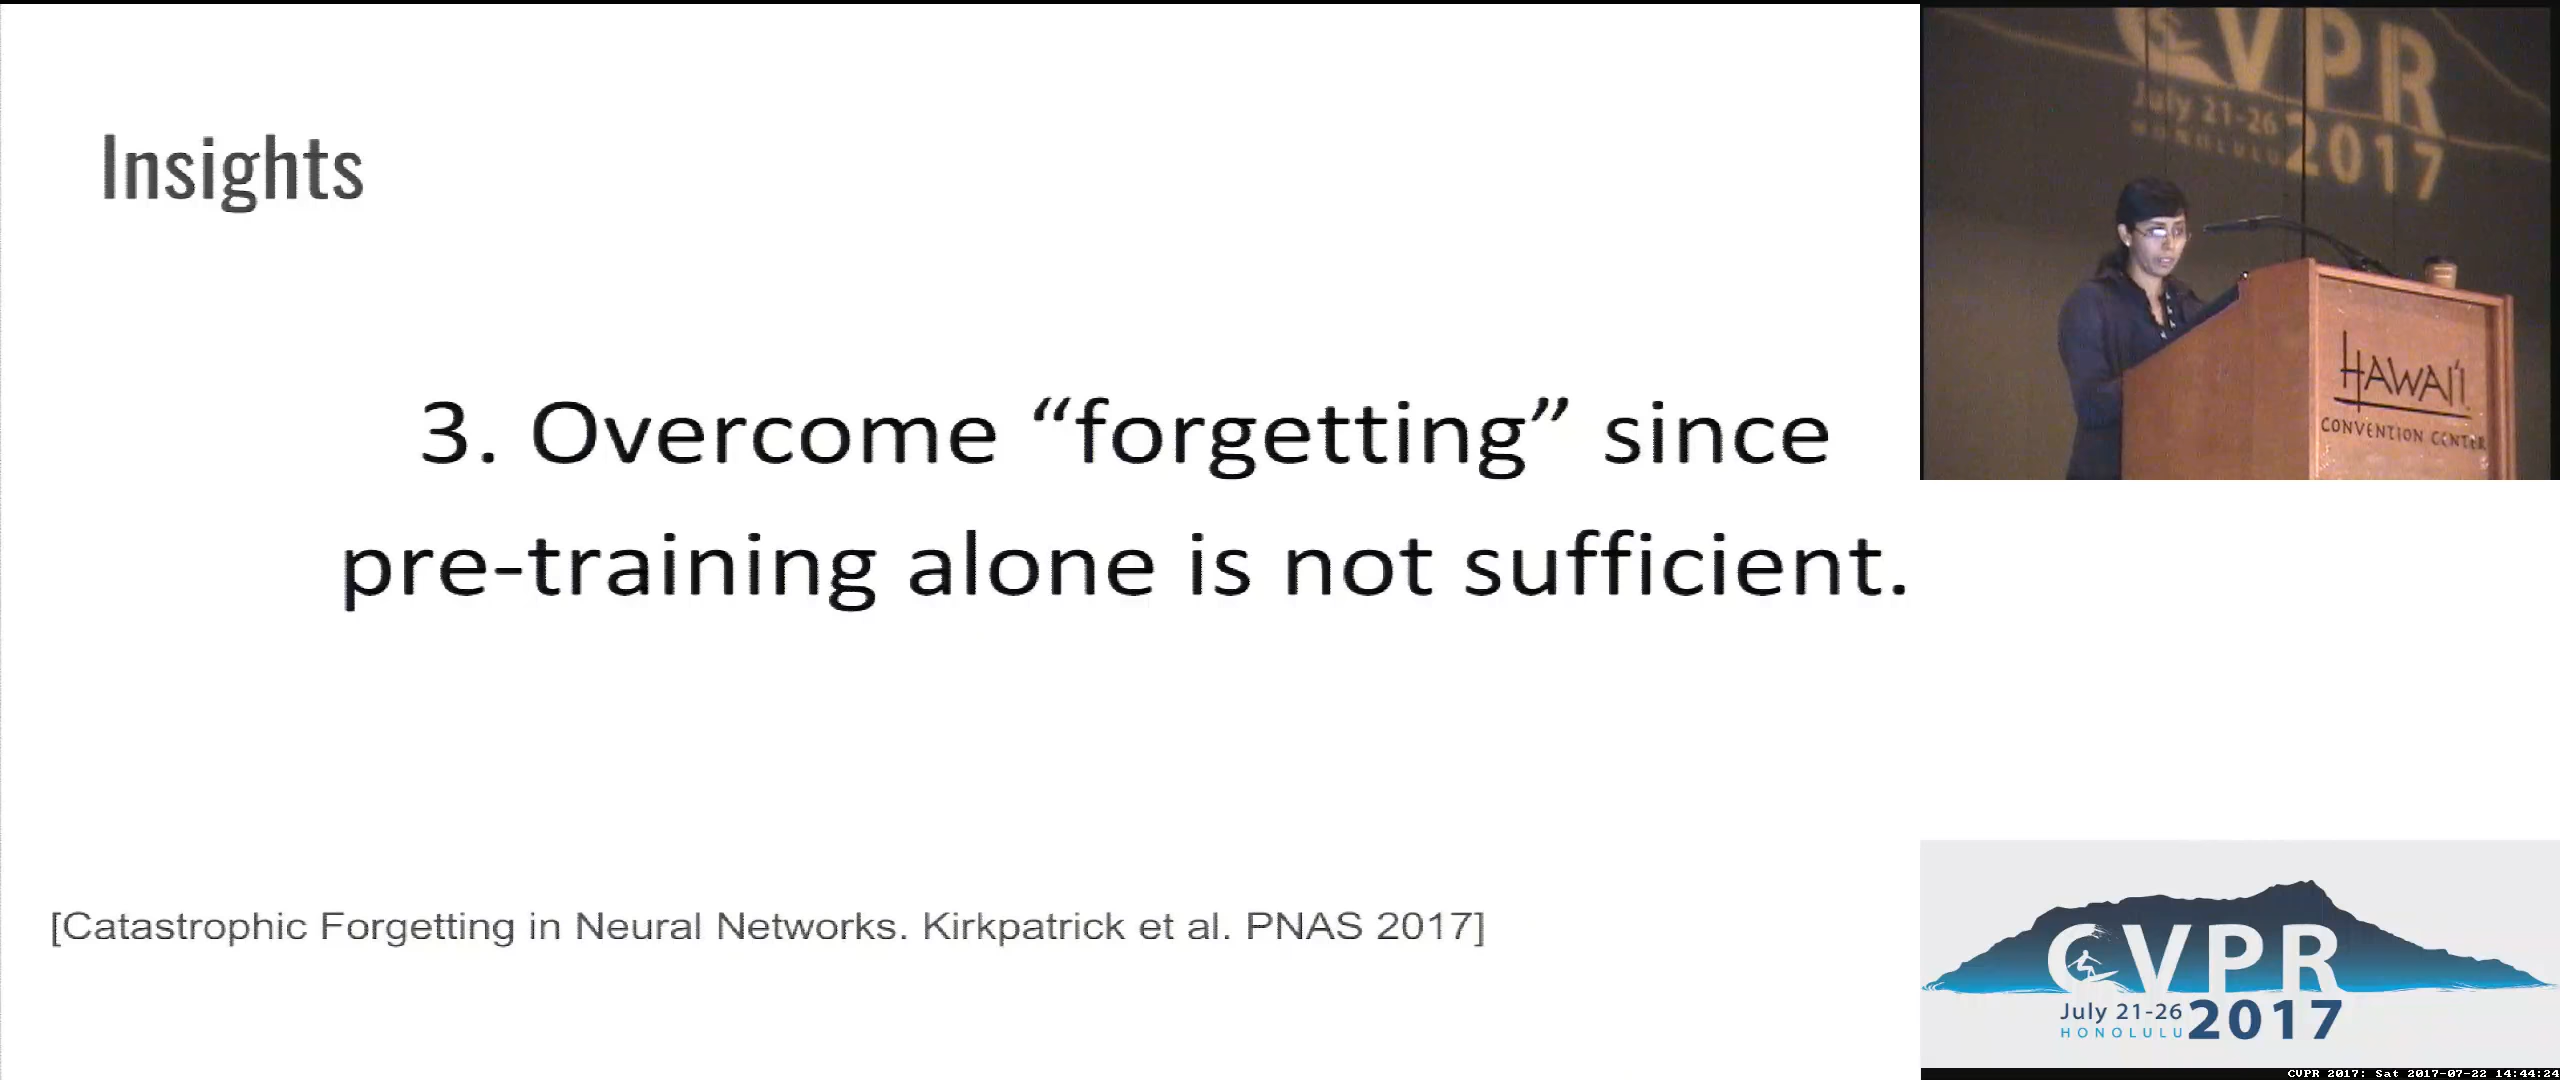 Insights
3. Overcome “forgetting” since
pre-training alone is not sufficient.
[Catastrophic Forgetting in Neural Networks. Kirkpatrick et al. PNAS 2017]
CVPR
July 21-26
HONOLULU
2017
HAWAI'I
CONVENTION CENTER
CVPR
July 21-26
HONOLULU
2017
CVPR 2017: Sat 2017-07-22 14:44:24